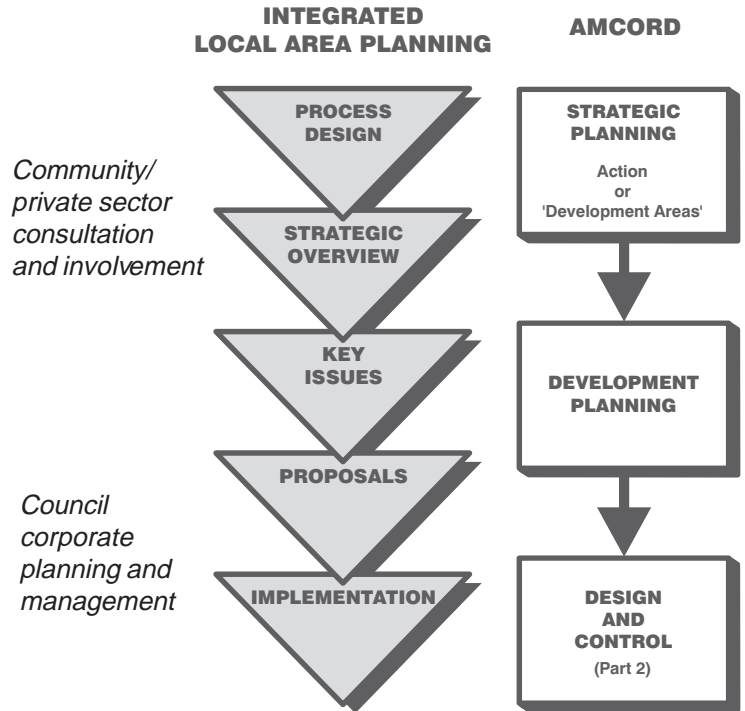 INTEGRATED
LOCAL AREA PLANNING
AMCORD
Community/
private sector
consultation
and involvement
Council
corporate
planning and
management
PROCESS
DESIGN
STRATEGIC
OVERVIEW
KEY
ISSUES
PROPOSALS
IMPLEMENTATION
STRATEGIC
PLANNING
Action
or
'Development Areas'
DEVELOPMENT
PLANNING
DESIGN
AND
CONTROL
(Part 2)